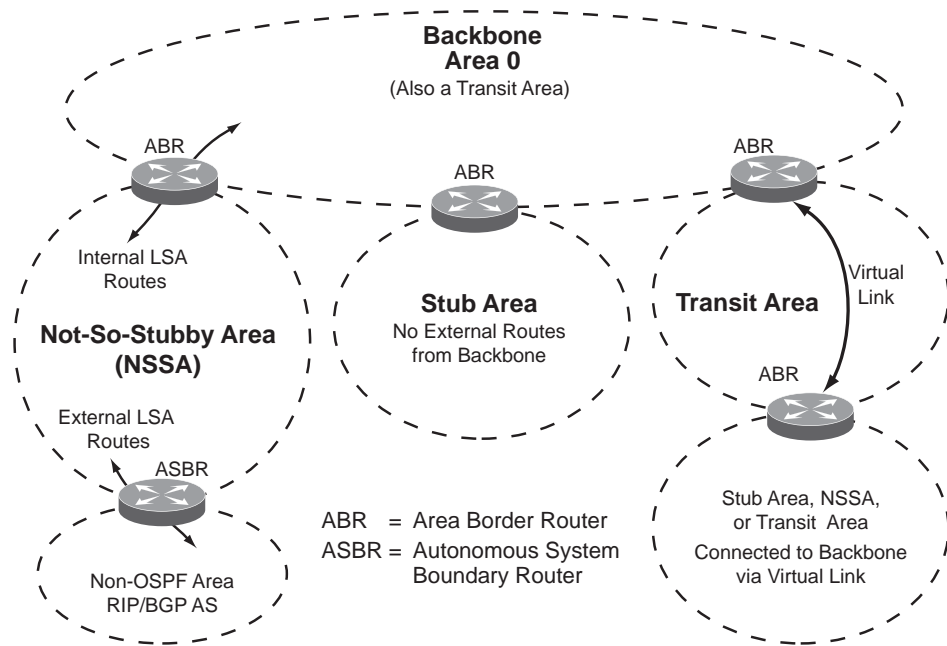 Backbone
Area 0
(Also a Transit Area)
ABR
ABR
ABR
Internal LSA
Routes
Not-So-Stubby Area
(NSSA)
Stub Area
No External Routes
from Backbone
Transit Area
Virtual
Link
ABR
External LSA
Routes
ASBR
Non-OSPF Area
RIP/BGP AS
ABR = Area Border Router
ASBR = Autonomous System
Boundary Router
Stub Area, NSSA,
or Transit Area
Connected to Backbone
via Virtual Link